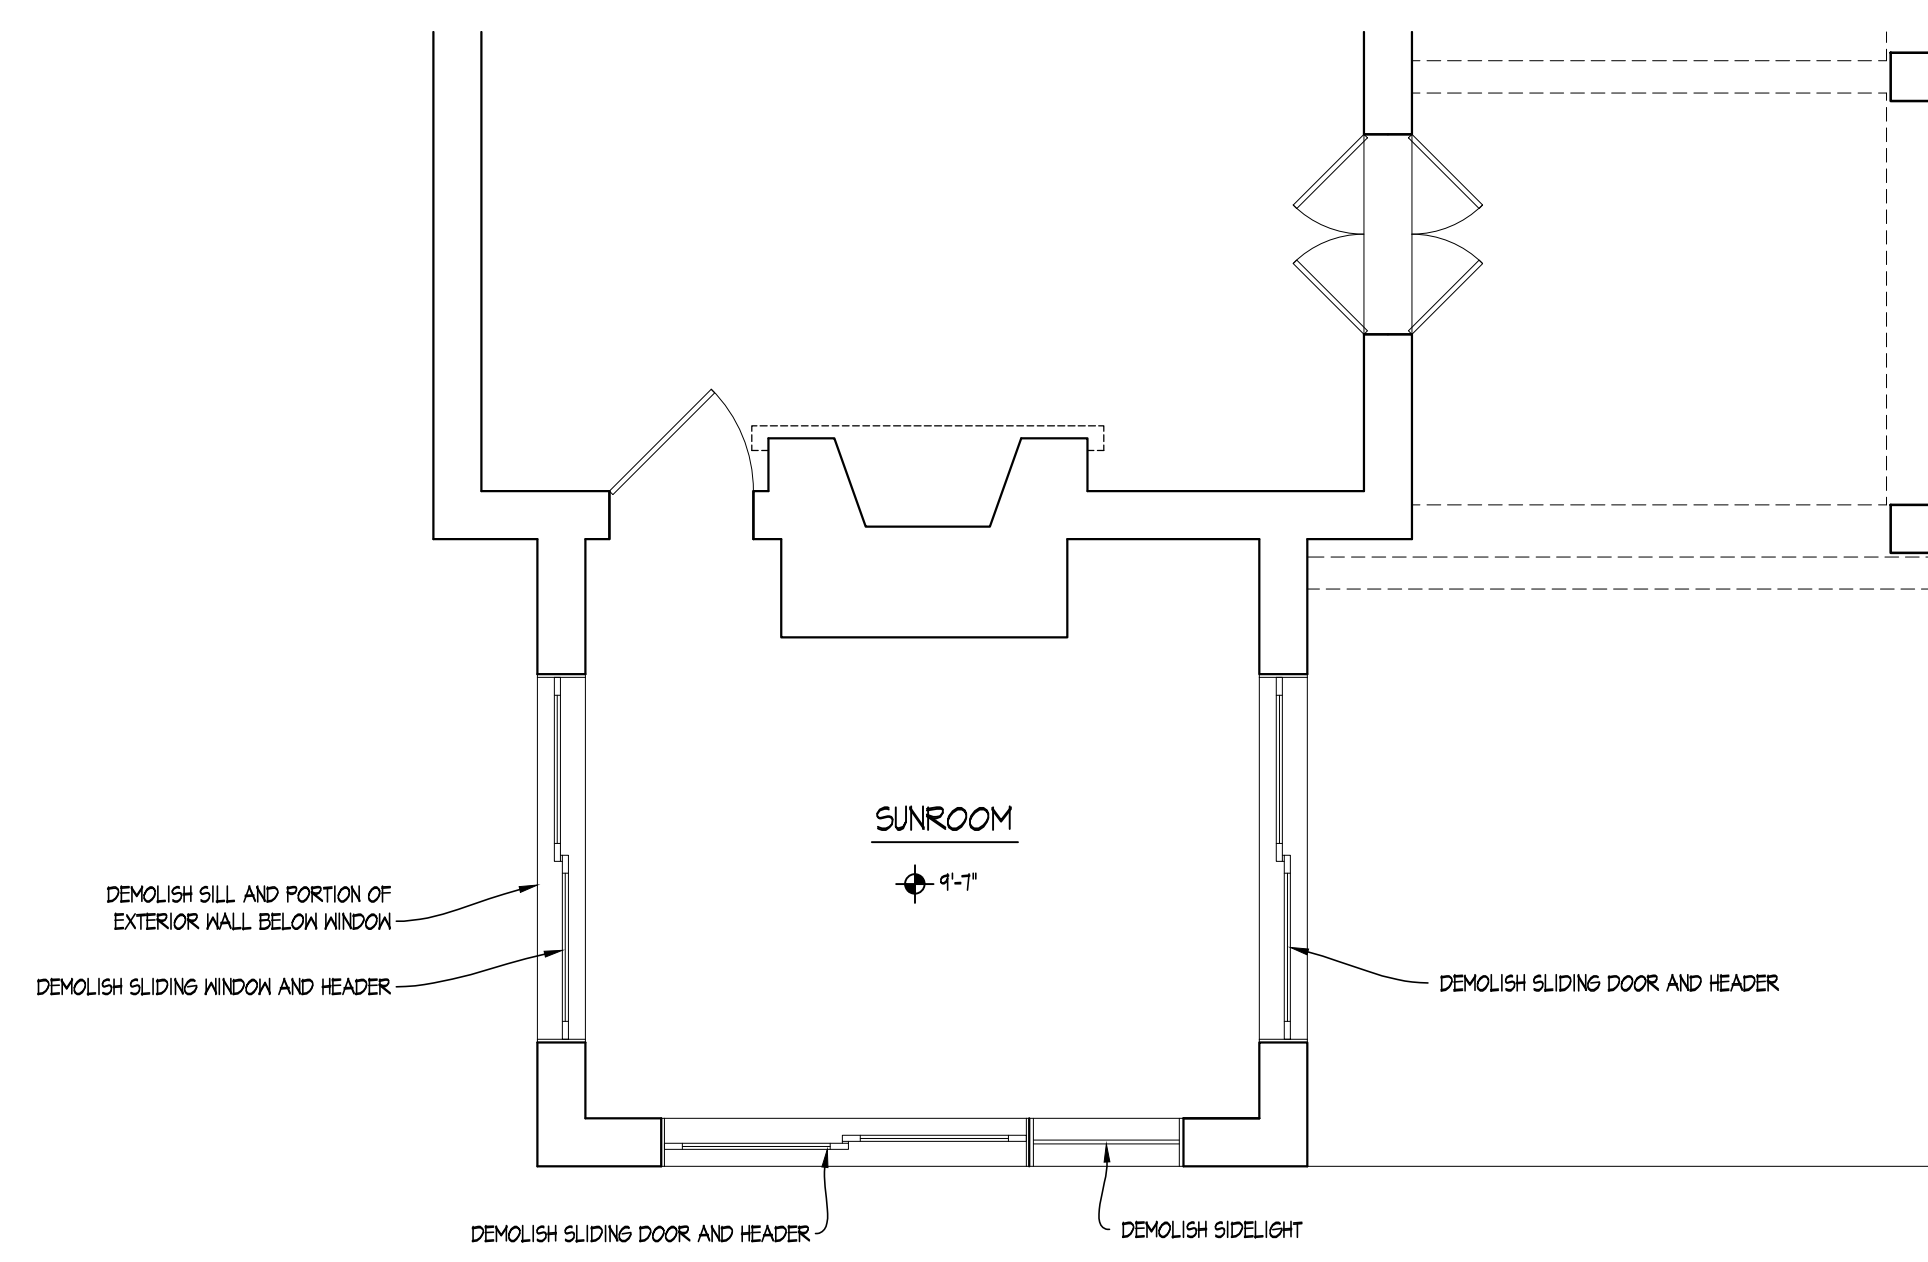 SUNROOM
9'-7"
DEMOLISH SILL AND PORTION OF
EXTERIOR WALL BELOW WINDOW
DEMOLISH SLIDING WINDOW AND HEADER
DEMOLISH SLIDING DOOR AND HEADER
DEMOLISH SLIDING DOOR AND HEADER
DEMOLISH SIDELIGHT